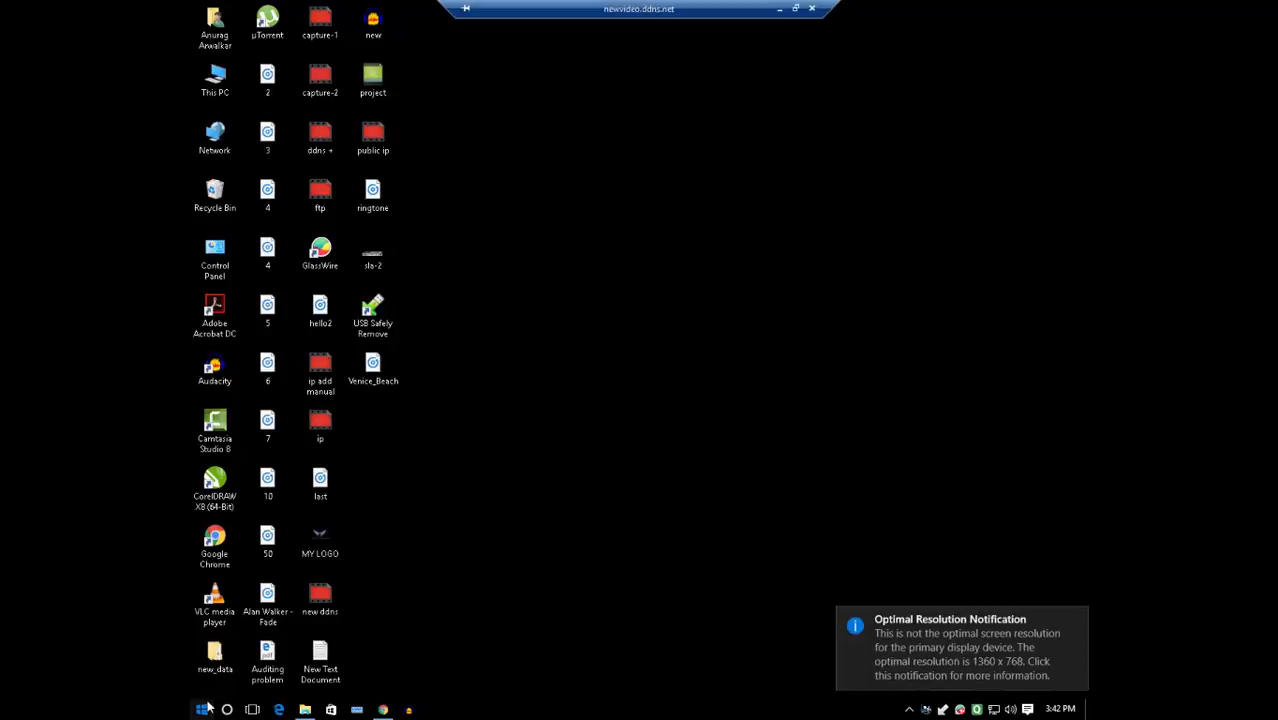 newvideo.ddns.net
Anurag
Arwalkar
µTorrent
capture-1
new
This PC
2
capture-2
project
Network
3
ddns +
public ip
Recycle Bin
4
ftp
ringtone
Control
Panel
4
GlassWire
sla-2
Adobe
Acrobat DC
5
hello2
USB Safely
Remove
Audacity
6
ip add
manual
Venice_Beach
Camtasia
Studio 8
7
ip
CorelDRAW
X8 (64-Bit)
10
last
Google
Chrome
50
MY LOGO
VLC media
player
Alan Walker -
Fade
new ddns
new_data
Auditing
problem
New Text
Document
Optimal Resolution Notification
This is not the optimal screen resolution
for the primary display device. The
optimal resolution is 1360 x 768. Click
this notification for more information.
3:42 PM